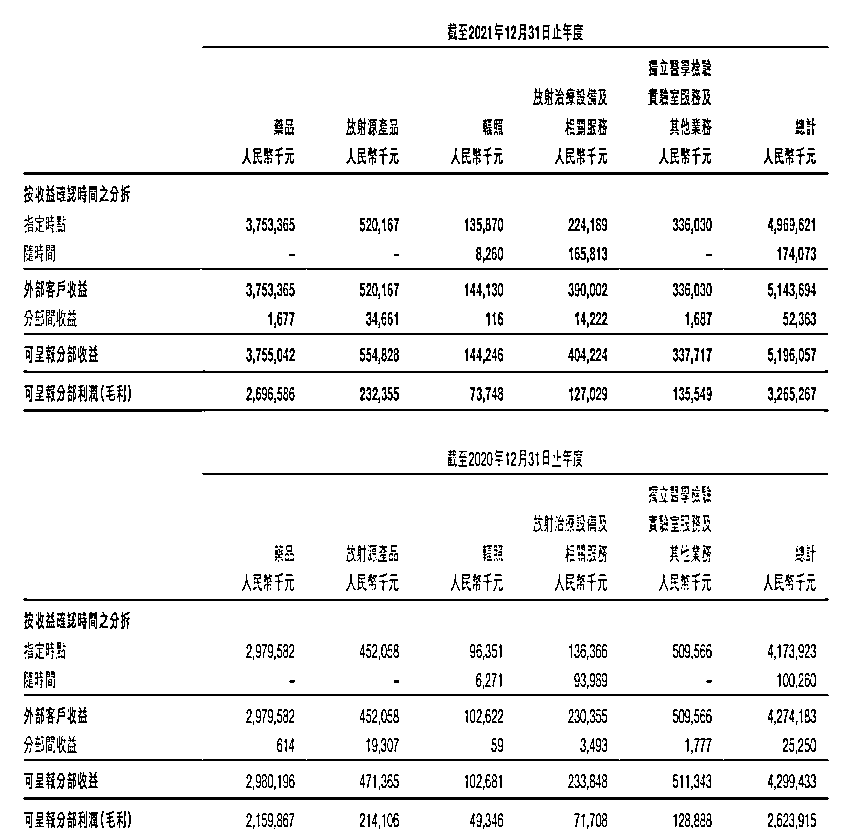 截至2021年12月31日止年度
獨立醫學檢驗
放射治療設備及 實驗室服務及
藥品 放射源產品 輻照 相關服務 其他業務 總計
人民幣千元 人民幣千元 人民幣千元 人民幣千元 人民幣千元 人民幣千元
按收益確認時間之分拆
指定時點 3,753,365 520,167 135,870 224,189 336,030 4,969,621
隨時間 – – 8,260 165,813 – 174,073
外部客戶收益 3,753,365 520,167 144,130 390,002 336,030 5,143,694
分部間收益 1,677 34,661 116 14,222 1,687 52,363
可呈報分部收益 3,755,042 554,828 144,246 404,224 337,717 5,196,057
可呈報分部利潤(毛利) 2,696,586 232,355 73,748 127,029 135,549 3,265,267
截至2020年12月31日止年度
獨立醫學檢驗
放射治療設備及 實驗室服務及
藥品 放射源產品 輻照 相關服務 其他業務 總計
人民幣千元 人民幣千元 人民幣千元 人民幣千元 人民幣千元 人民幣千元
按收益確認時間之分拆
指定時點 2,979,582 452,058 96,351 136,366 509,566 4,173,923
隨時間 – – 6,271 93,989 – 100,260
外部客戶收益 2,979,582 452,058 102,622 230,355 509,566 4,274,183
分部間收益 614 19,307 59 3,493 1,777 25,250
可呈報分部收益 2,980,196 471,365 102,681 233,848 511,343 4,299,433
可呈報分部利潤(毛利) 2,159,867 214,106 49,346 71,708 128,888 2,623,915